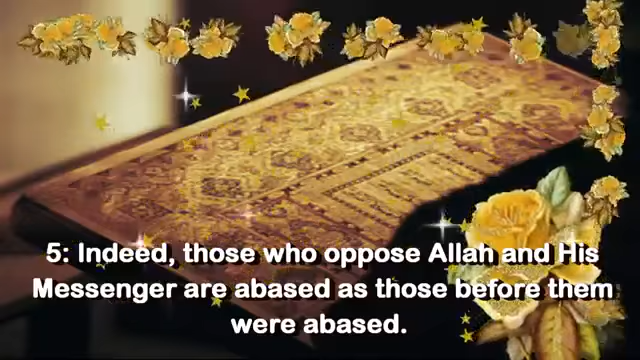 5: Indeed, those who oppose Allah and His
Messenger are abased as those before them
were abased.